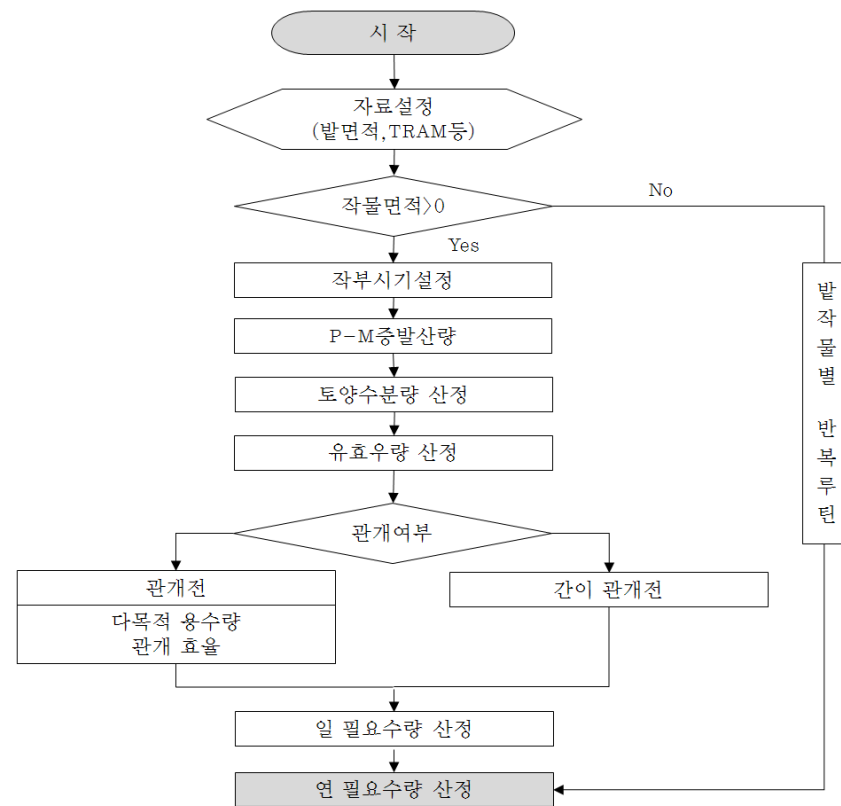 시 작
자료설정
(밭면적,TRAM등)
작물면적>0
No
Yes
작부시기설정
P-M증발산량
토양수분량 산정
유효우량 산정
밭작물별 반복루틴
관개여부
관개전
다목적 용수량
관개 효율
간이 관개전
일 필요수량 산정
연 필요수량 산정